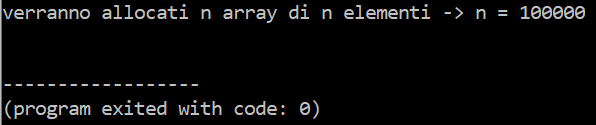 verranno allocati n array di n elementi -> n = 100000
------------------
(program exited with code: 0)